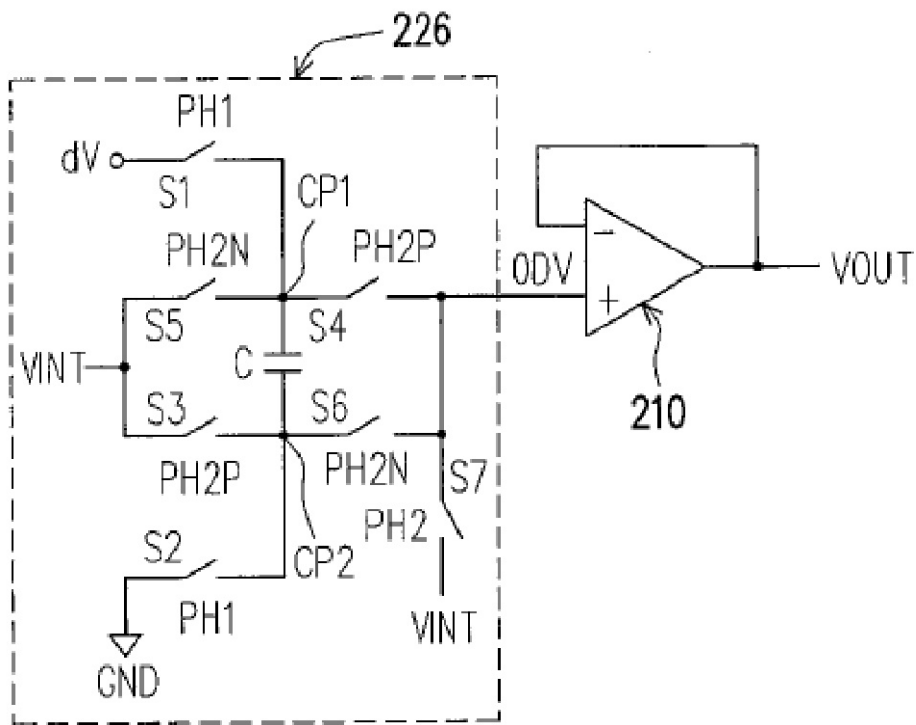 226
PH1
dV
S1
CP1
PH2N
PH2P
ODV
−
VOUT
S5
S4
+
VINT
C
210
S3
S6
PH2P
PH2N
S7
PH2
S2
CP2
PH1
VINT
GND